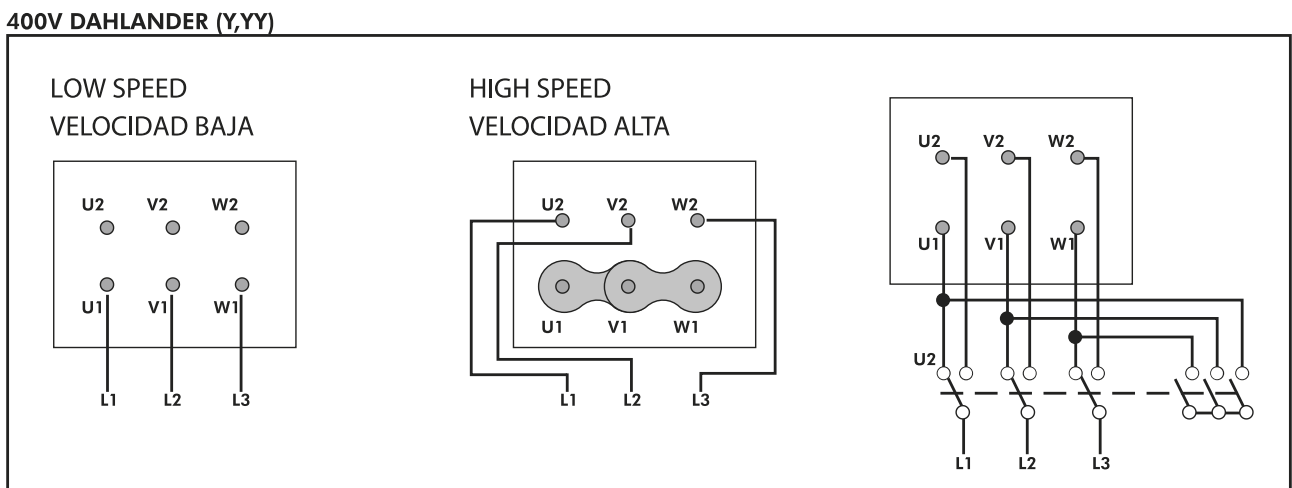 400V DAHLANDER (Y,YY)
LOW SPEED
VELOCIDAD BAJA
U2 V2 W2
U1 V1 W1
L1 L2 L3
HIGH SPEED
VELOCIDAD ALTA
U2 V2 W2
U1 V1 W1
L1 L2 L3
U2 V2 W2
U1 V1 W1
U2
L1 L2 L3